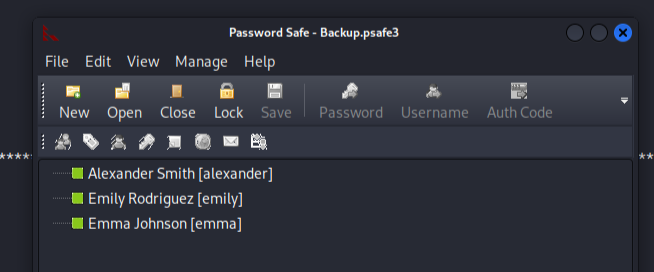 Password Safe - Backup.psafe3
File Edit View Manage Help
New Open Close Lock Save Password Username Auth Code
***** **
Alexander Smith [alexander]
Emily Rodriguez [emily]
Emma Johnson [emma]